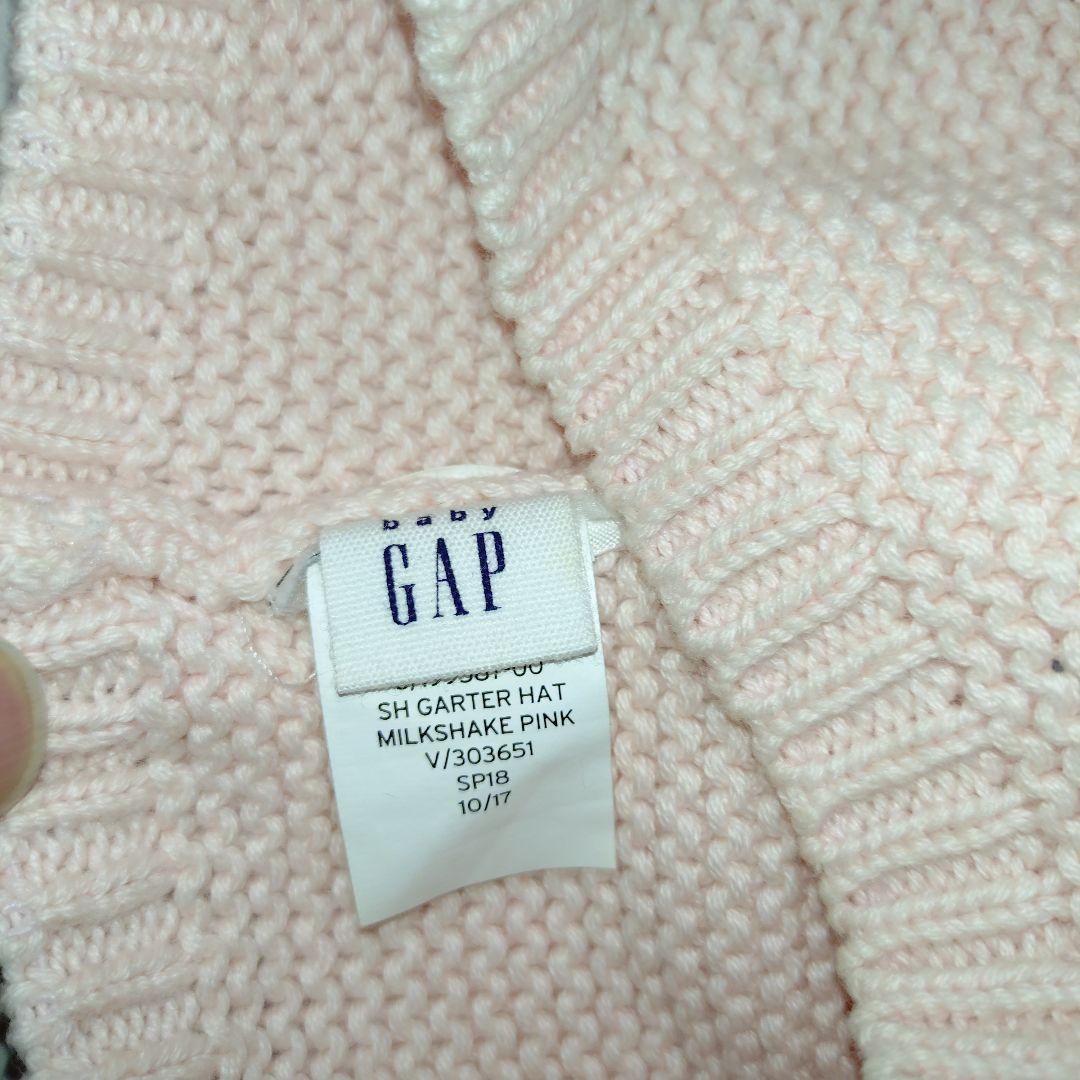 baby
GAP
SH GARTER HAT
MILKSHAKE PINK
V/303651
SP18
10/17